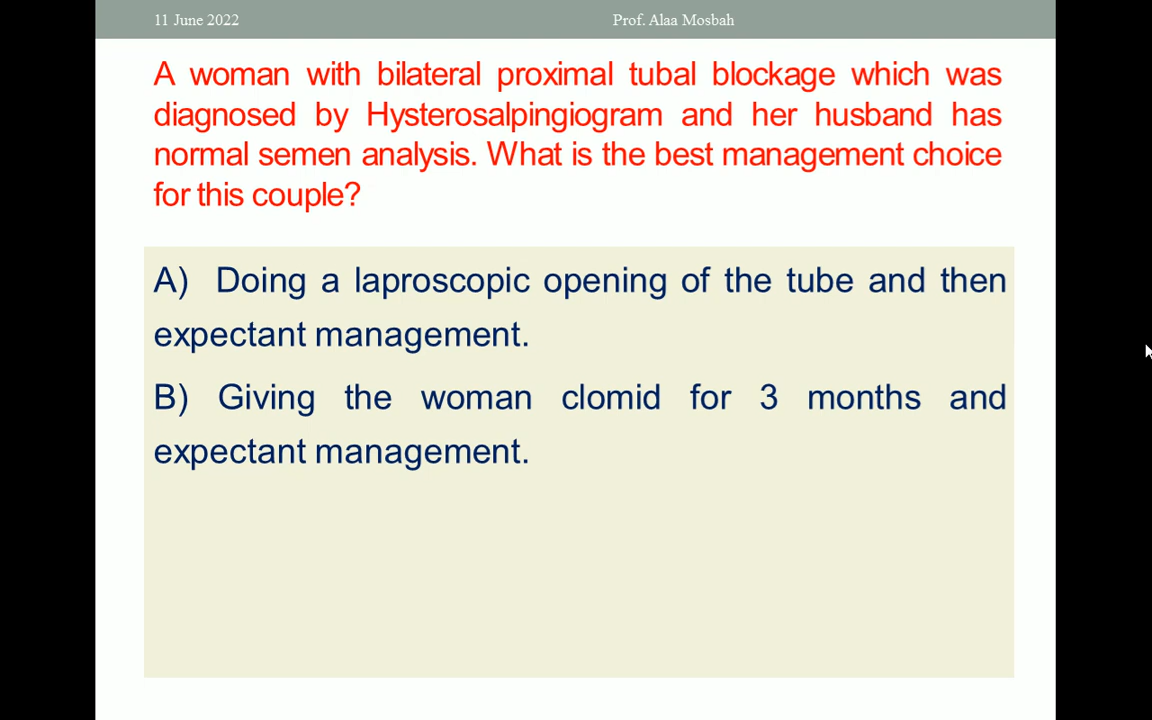 11 June 2022 Prof. Alaa Mosbah
A woman with bilateral proximal tubal blockage which was
diagnosed by Hysterosalpingiogram and her husband has
normal semen analysis. What is the best management choice
for this couple?
A) Doing a laproscopic opening of the tube and then
expectant management.
B) Giving the woman clomid for 3 months and
expectant management.